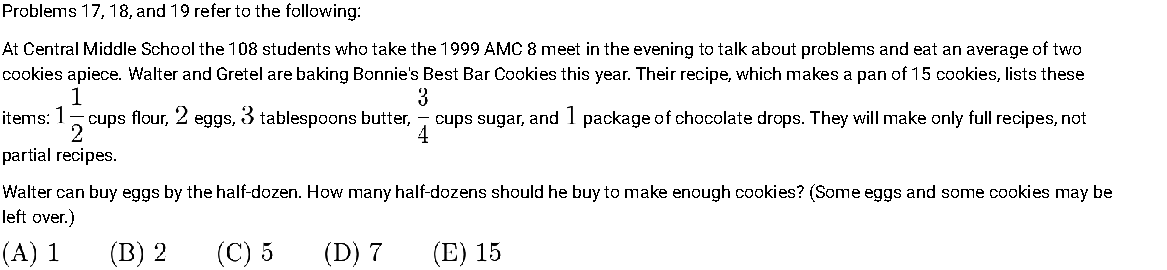 Problems 17, 18, and 19 refer to the following:
At Central Middle School the 108 students who take the 1999 AMC 8 meet in the evening to talk about problems and eat an average of two
cookies apiece. Walter and Gretel are baking Bonnie's Best Bar Cookies this year. Their recipe, which makes a pan of 15 cookies, lists these
items: 1 1/2 cups flour, 2 eggs, 3 tablespoons butter, 3/4 cups sugar, and 1 package of chocolate drops. They will make only full recipes, not
partial recipes.
Walter can buy eggs by the half-dozen. How many half-dozens should he buy to make enough cookies? (Some eggs and some cookies may be
left over.)
(A) 1 (B) 2 (C) 5 (D) 7 (E) 15